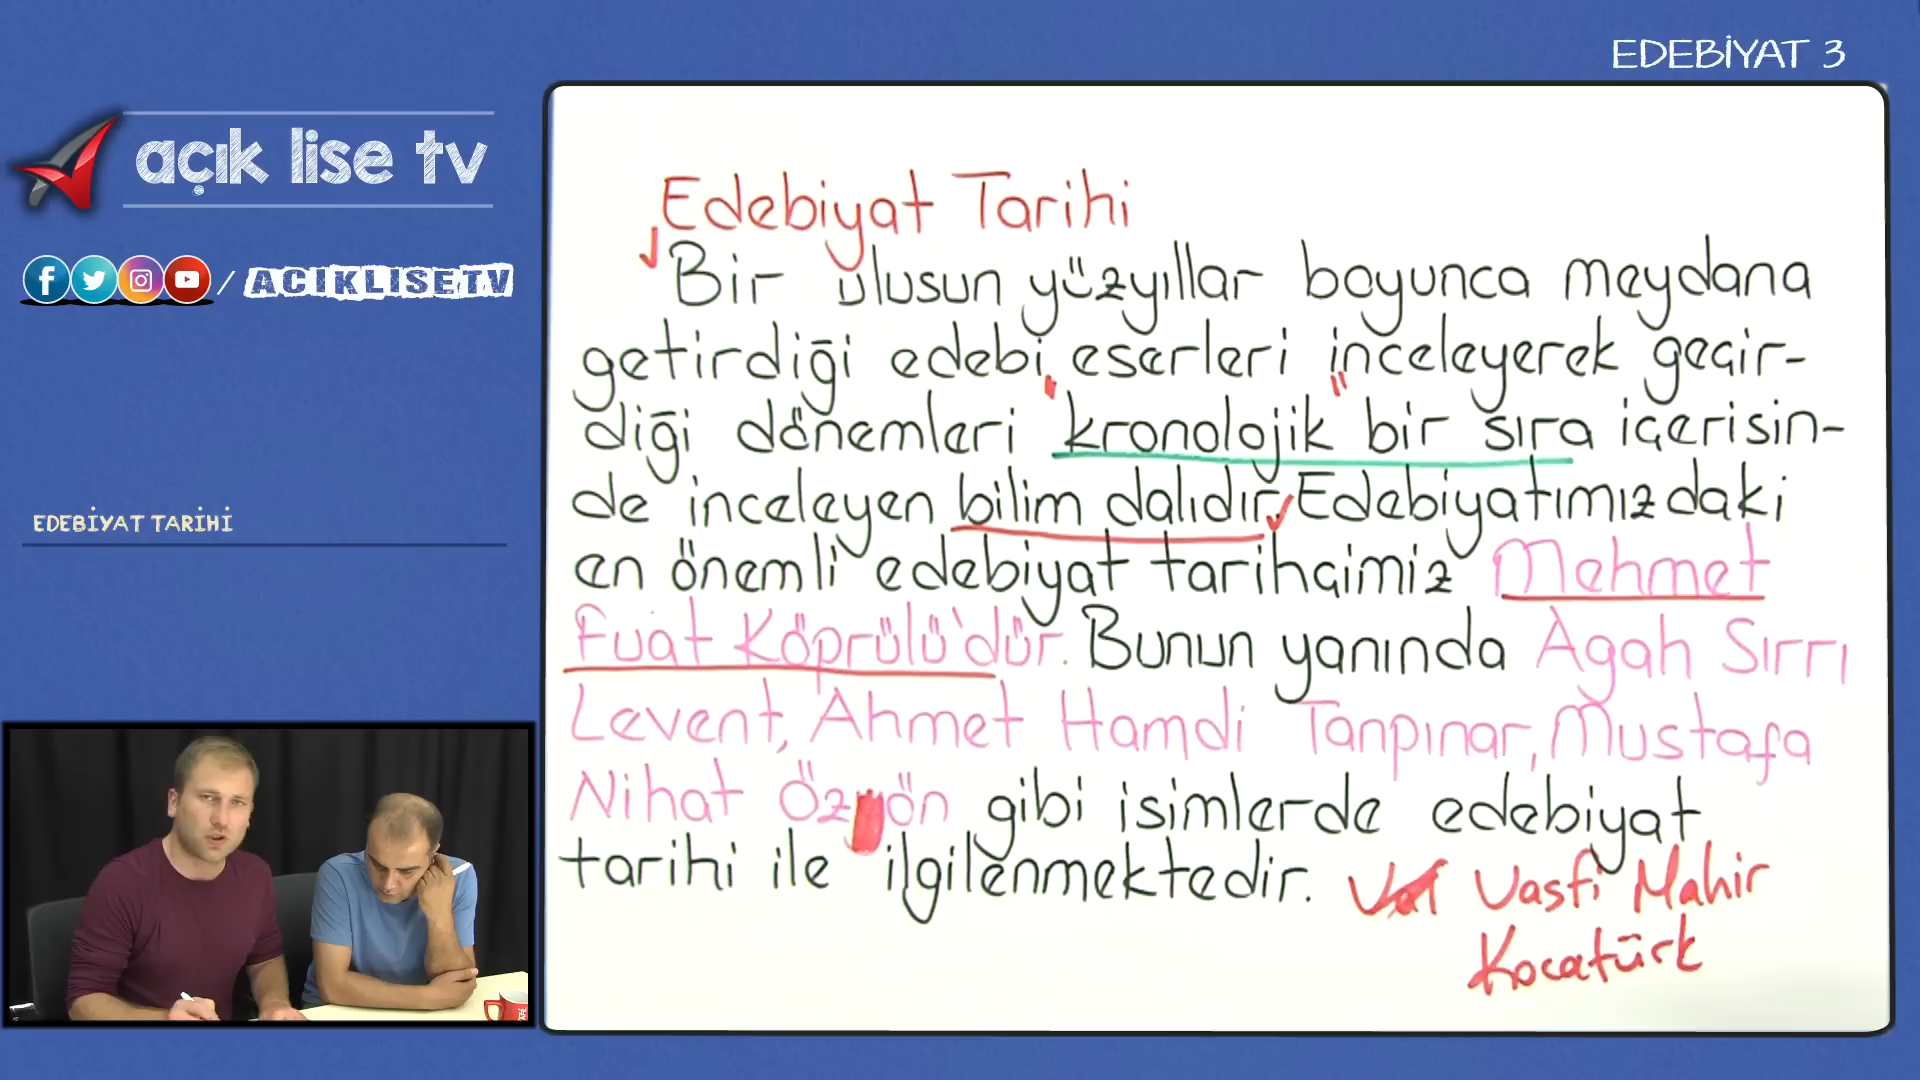 EDEBİYAT 3
açık lise tv
/ ACIKLISETV
EDEBİYAT TARİHİ
Edebiyat Tarihi
Bir ulusun yüzyıllar boyunca meydana
getirdiği edebi eserleri inceleyerek geçir-
diği dönemleri kronolojik bir sıra içerisin-
de inceleyen bilim dalıdır. Edebiyatımızdaki
en önemli edebiyat tarihçimiz Mehmet
Fuat Köprülü'dür. Bunun yanında Agah Sırrı
Levent, Ahmet Hamdi Tanpınar, Mustafa
Nihat Özön gibi isimlerde edebiyat
tarihi ile ilgilenmektedir. Vasfi Mahir
Kocatürk